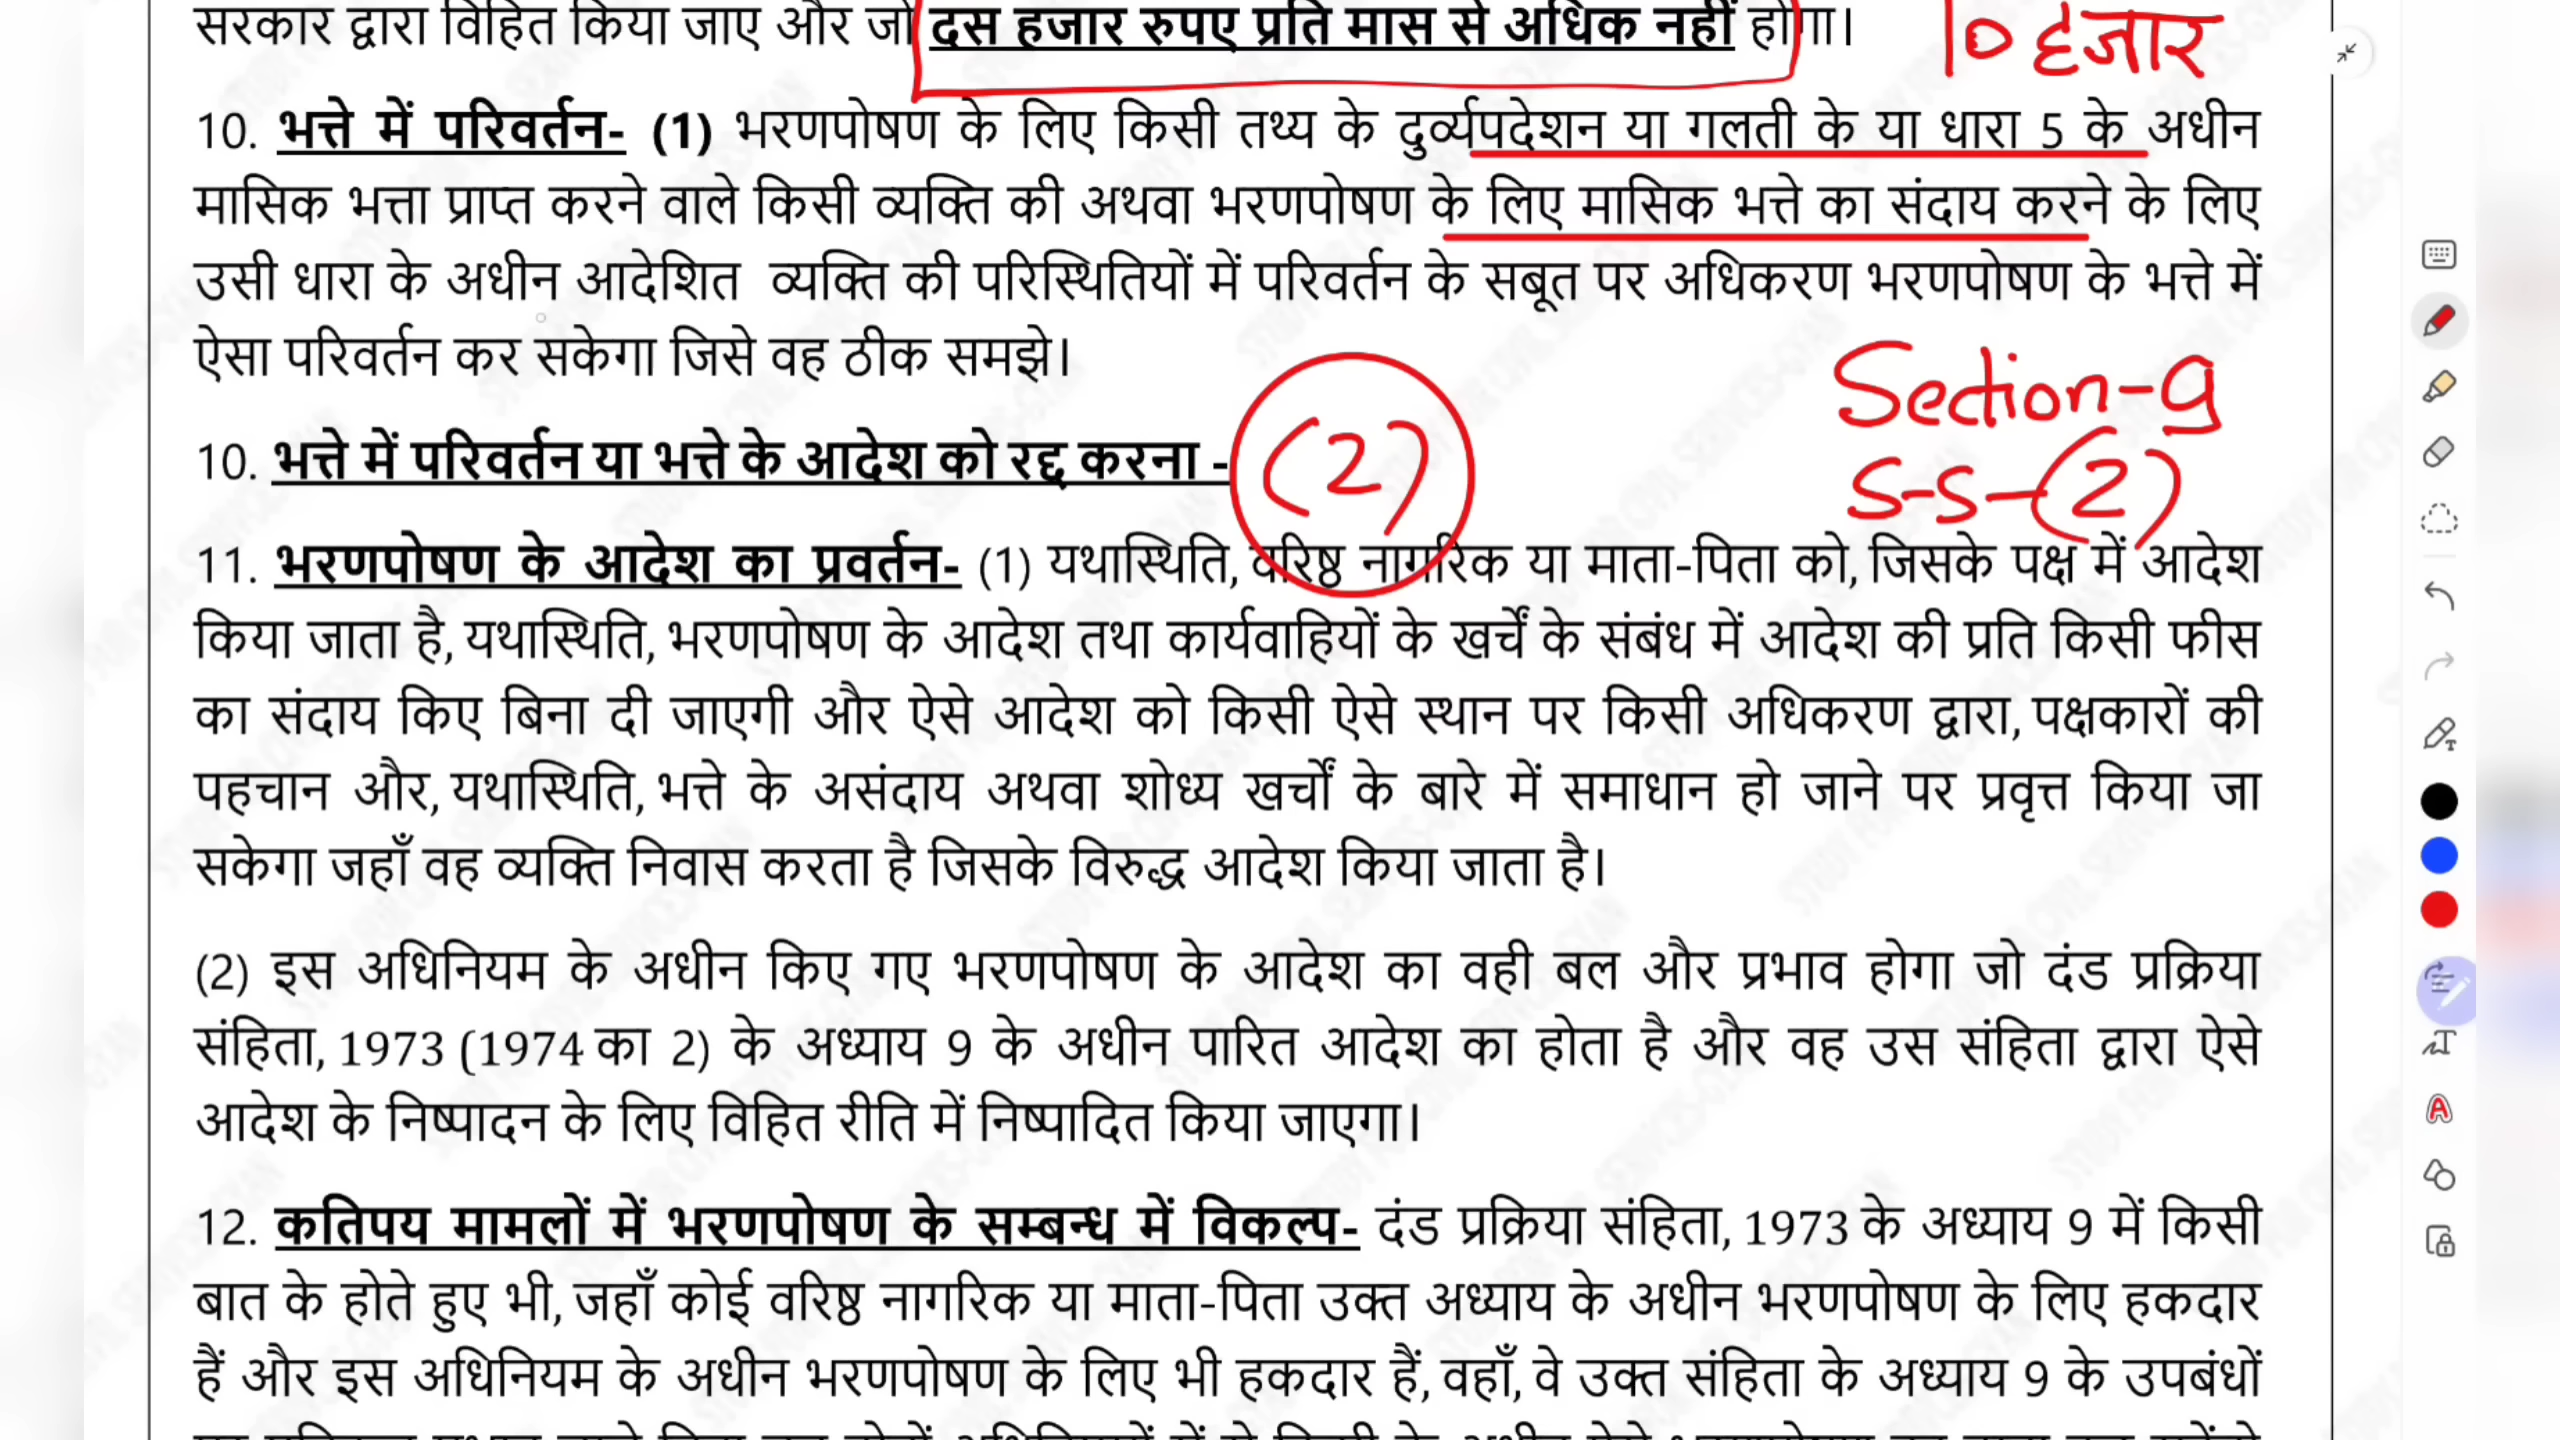 सरकार द्वारा विहित किया जाए और जो दस हजार रुपए प्रति मास से अधिक नहीं होगा।
10 हजार
10. भत्ते में परिवर्तन- (1) भरणपोषण के लिए किसी तथ्य के दुर्व्यपदेशन या गलती के या धारा 5 के अधीन
मासिक भत्ता प्राप्त करने वाले किसी व्यक्ति की अथवा भरणपोषण के लिए मासिक भत्ते का संदाय करने के लिए
उसी धारा के अधीन आदेशित व्यक्ति की परिस्थितियों में परिवर्तन के सबूत पर अधिकरण भरणपोषण के भत्ते में
ऐसा परिवर्तन कर सकेगा जिसे वह ठीक समझे।
Section-9
10. भत्ते में परिवर्तन या भत्ते के आदेश को रद्द करना - (2)
S-S-(2)
11. भरणपोषण के आदेश का प्रवर्तन- (1) यथास्थिति, वरिष्ठ नागरिक या माता-पिता को, जिसके पक्ष में आदेश
किया जाता है, यथास्थिति, भरणपोषण के आदेश तथा कार्यवाहियों के खर्चें के संबंध में आदेश की प्रति किसी फीस
का संदाय किए बिना दी जाएगी और ऐसे आदेश को किसी ऐसे स्थान पर किसी अधिकरण द्वारा, पक्षकारों की
पहचान और, यथास्थिति, भत्ते के असंदाय अथवा शोध्य खर्चों के बारे में समाधान हो जाने पर प्रवृत्त किया जा
सकेगा जहाँ वह व्यक्ति निवास करता है जिसके विरुद्ध आदेश किया जाता है।
(2) इस अधिनियम के अधीन किए गए भरणपोषण के आदेश का वही बल और प्रभाव होगा जो दंड प्रक्रिया
संहिता, 1973 (1974 का 2) के अध्याय 9 के अधीन पारित आदेश का होता है और वह उस संहिता द्वारा ऐसे
आदेश के निष्पादन के लिए विहित रीति में निष्पादित किया जाएगा।
12. कतिपय मामलों में भरणपोषण के सम्बन्ध में विकल्प- दंड प्रक्रिया संहिता, 1973 के अध्याय 9 में किसी
बात के होते हुए भी, जहाँ कोई वरिष्ठ नागरिक या माता-पिता उक्त अध्याय के अधीन भरणपोषण के लिए हकदार
हैं और इस अधिनियम के अधीन भरणपोषण के लिए भी हकदार हैं, वहाँ, वे उक्त संहिता के अध्याय 9 के उपबंधों